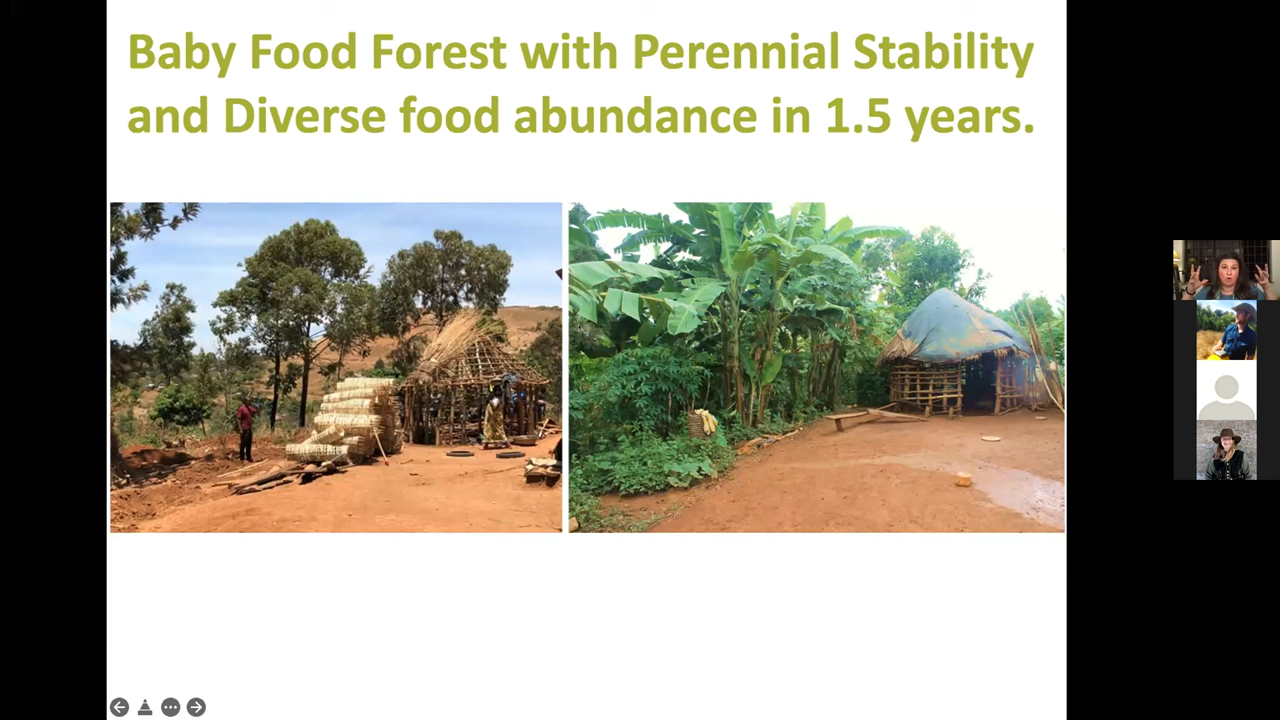 Baby Food Forest with Perennial Stability
and Diverse food abundance in 1.5 years.